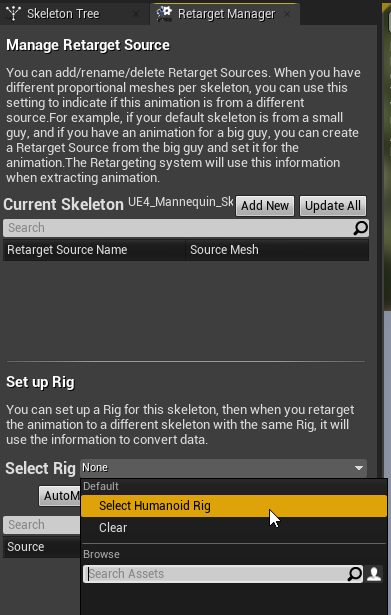 Skeleton Tree
Retarget Manager
Manage Retarget Source
You can add/rename/delete Retarget Sources. When you have
different proportional meshes per skeleton, you can use this
setting to indicate if this animation is from a different
source.For example, if your default skeleton is from a small
guy, and if you have an animation for a big guy, you can create
a Retarget Source from the big guy and set it for the
animation.The Retargeting system will use this information
when extracting animation.
Current Skeleton UE4_Mannequin_Sk Add New Update All
Search
Retarget Source Name Source Mesh
Set up Rig
You can set up a Rig for this skeleton, then when you retarget
the animation to a different skeleton with the same Rig, it will
use the information to convert data.
Select Rig None
Default
AutoM
Select Humanoid Rig
Search
Clear
Source
Browse
Search Assets